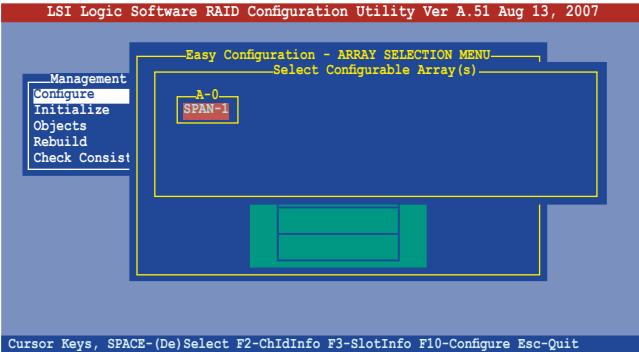 LSI Logic Software RAID Configuration Utility Ver A.51 Aug 13, 2007
Easy Configuration - ARRAY SELECTION MENU
Select Configurable Array(s)
Management
A-0
Configure
SPAN-1
Initialize
Objects
Rebuild
Check Consist
Cursor Keys, SPACE-(De)Select F2-ChIdInfo F3-SlotInfo F10-Configure Esc-Quit